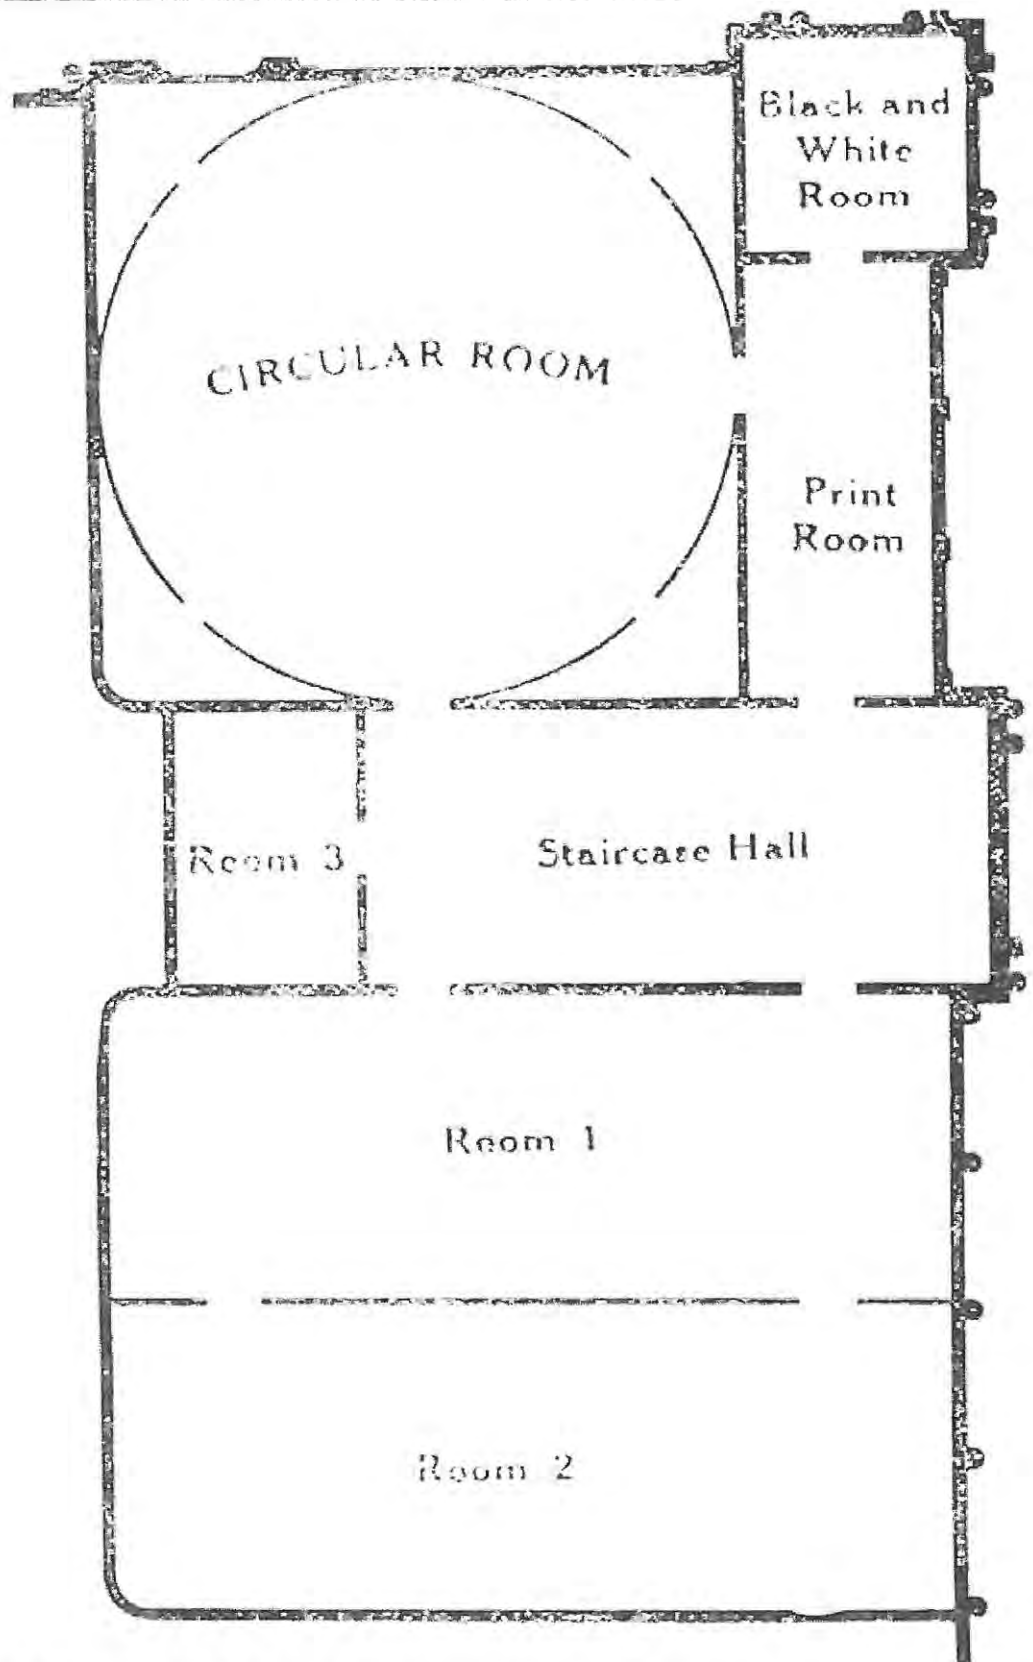 Black and
White
Room
CIRCULAR ROOM
Print
Room
Room 3
Staircase Hall
Room 1
Room 2